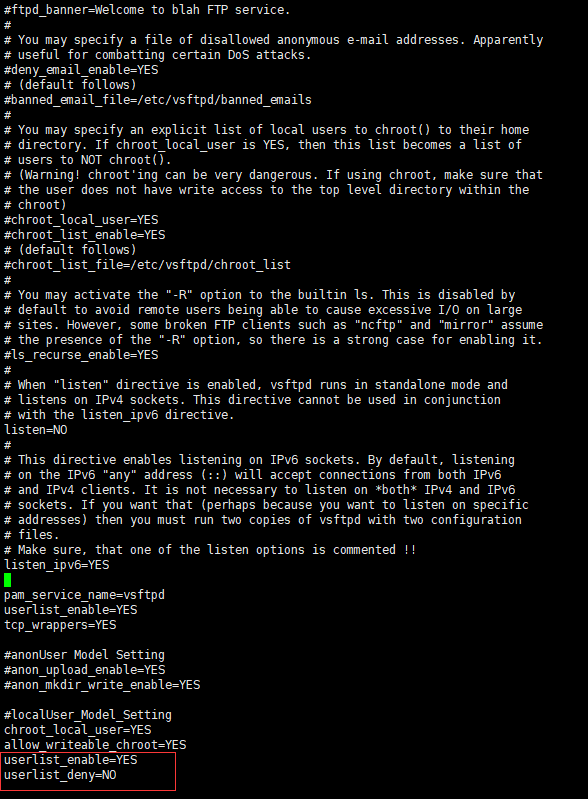 #ftpd_banner=Welcome to blah FTP service.
#
# You may specify a file of disallowed anonymous e-mail addresses. Apparently
# useful for combatting certain DoS attacks.
#deny_email_enable=YES
# (default follows)
#banned_email_file=/etc/vsftpd/banned_emails
#
# You may specify an explicit list of local users to chroot() to their home
# directory. If chroot_local_user is YES, then this list becomes a list of
# users to NOT chroot().
# (Warning! chroot'ing can be very dangerous. If using chroot, make sure that
# the user does not have write access to the top level directory within the
# chroot)
#chroot_local_user=YES
#chroot_list_enable=YES
# (default follows)
#chroot_list_file=/etc/vsftpd/chroot_list
#
# You may activate the "-R" option to the builtin ls. This is disabled by
# default to avoid remote users being able to cause excessive I/O on large
# sites. However, some broken FTP clients such as "ncftp" and "mirror" assume
# the presence of the "-R" option, so there is a strong case for enabling it.
#ls_recurse_enable=YES
#
# When "listen" directive is enabled, vsftpd runs in standalone mode and
# listens on IPv4 sockets. This directive cannot be used in conjunction
# with the listen_ipv6 directive.
listen=NO
#
# This directive enables listening on IPv6 sockets. By default, listening
# on the IPv6 "any" address (::) will accept connections from both IPv6
# and IPv4 clients. It is not necessary to listen on *both* IPv4 and IPv6
# sockets. If you want that (perhaps because you want to listen on specific
# addresses) then you must run two copies of vsftpd with two configuration
# files.
# Make sure, that one of the listen options is commented !!
listen_ipv6=YES
pam_service_name=vsftpd
userlist_enable=YES
tcp_wrappers=YES
#anonUser Model Setting
#anon_upload_enable=YES
#anon_mkdir_write_enable=YES
#localUser_Model_Setting
chroot_local_user=YES
allow_writeable_chroot=YES
userlist_enable=YES
userlist_deny=NO